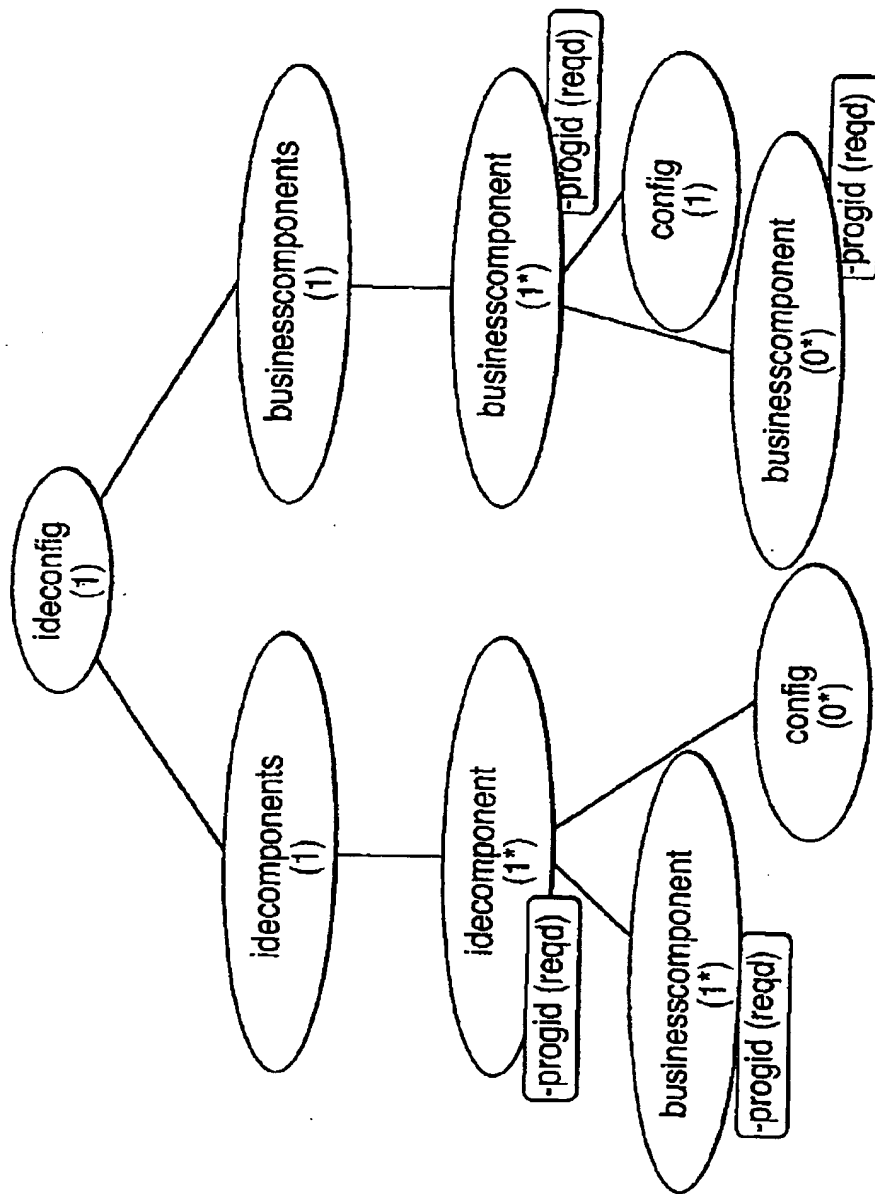 ideconfig
(1)
idecomponents
(1)
businesscomponents
(1)
idecomponent
(1*)
-progid (reqd)
businesscomponent
(1*)
-progid (reqd)
businesscomponent
(1*)
-progid (reqd)
config
(0*)
config
(1)
businesscomponent
(0*)
-progid (reqd)